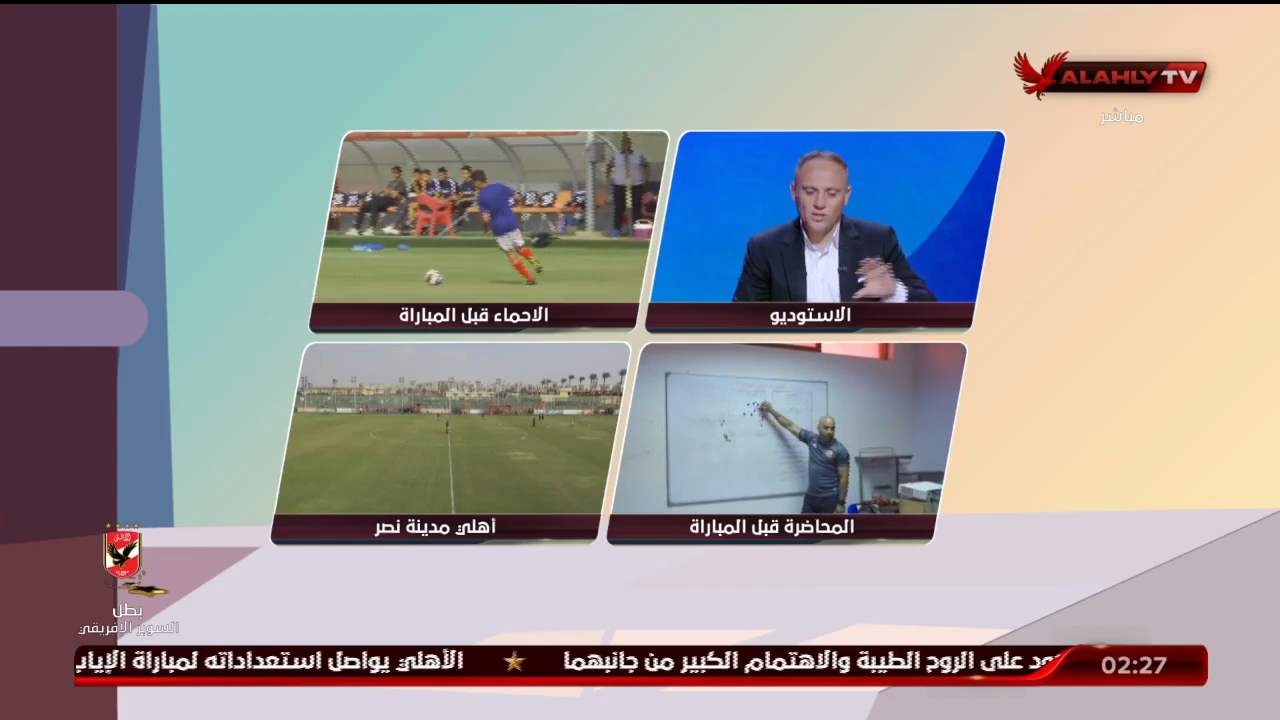 ALAHLY TV
مباشر
الاستوديو
الاحماء قبل المباراة
المحاضرة قبل المباراة
أهلي مدينة نصر
بطل
السوبر الإفريقي
على الروح الطيبة والاهتمام الكبير من جانبهما
الأهلي يواصل استعداداته لمباراة الإياب
02:27